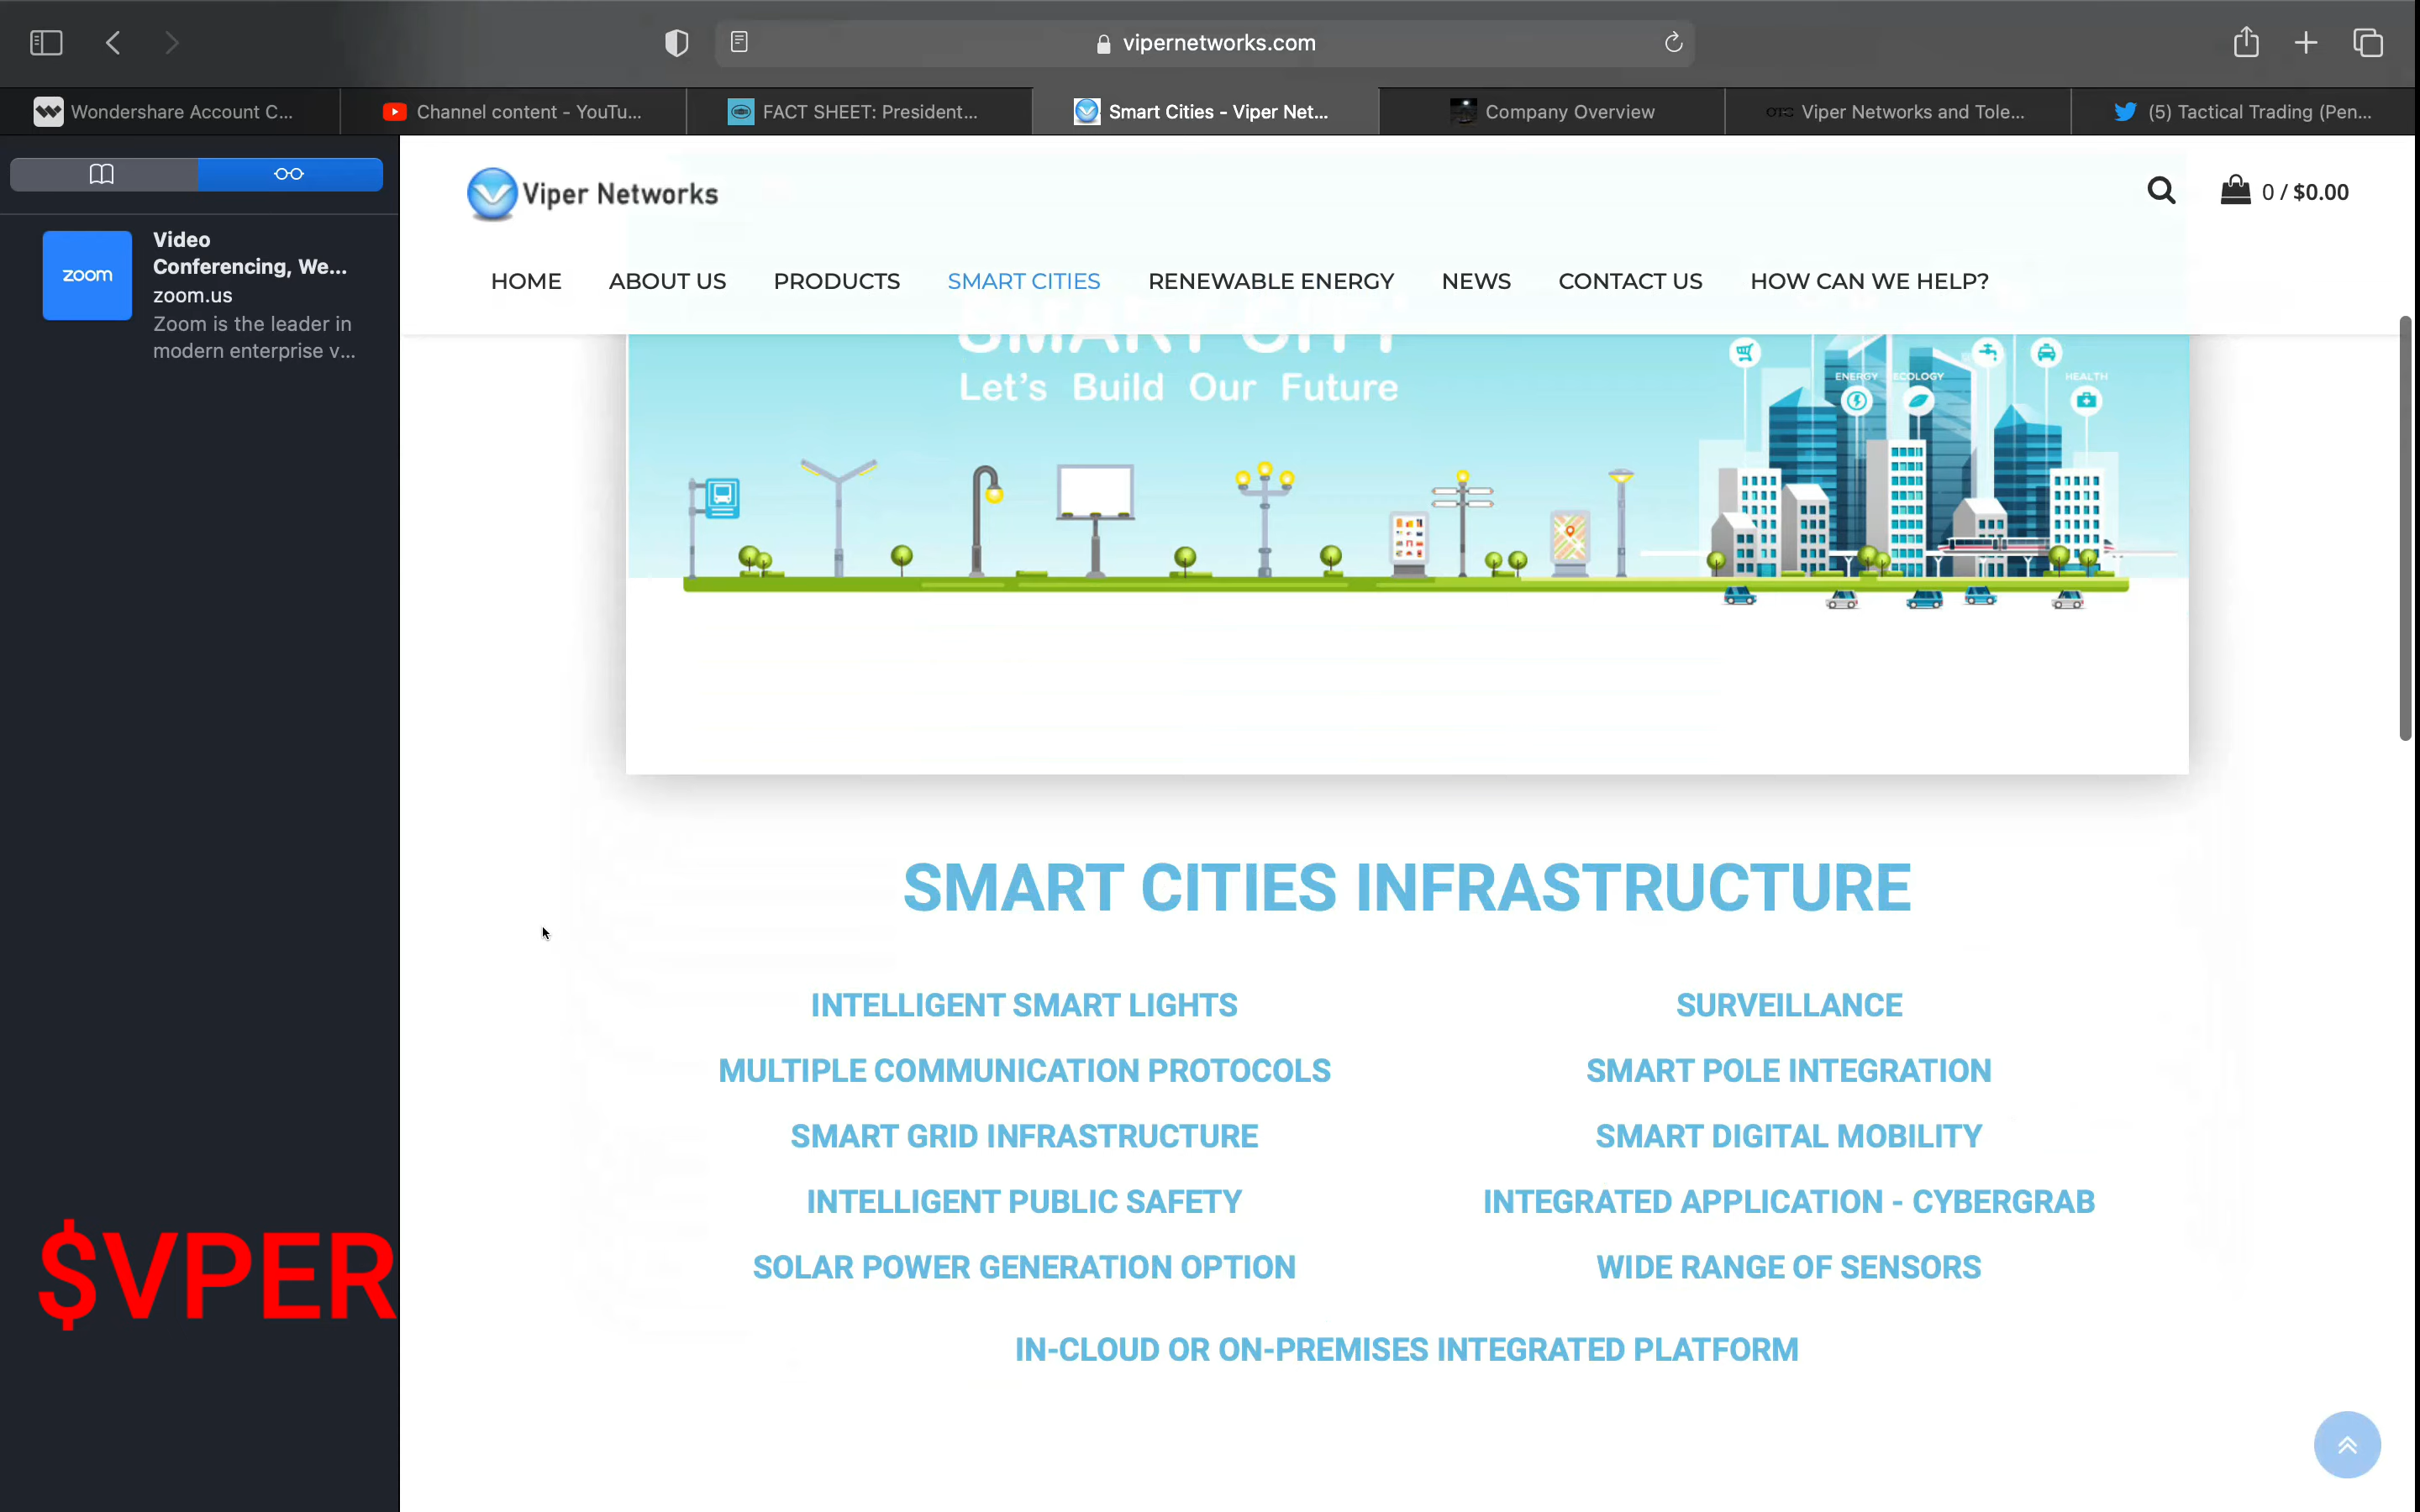 vipernetworks.com
Wondershare Account C...
Channel content - YouTu...
FACT SHEET: President...
Smart Cities - Viper Net...
Company Overview
OTC Viper Networks and Tole...
(5) Tactical Trading (Pen...
zoom
Video
Conferencing, We...
zoom.us
Zoom is the leader in
modern enterprise v...
Viper Networks
0 / $0.00
HOME ABOUT US PRODUCTS SMART CITIES RENEWABLE ENERGY NEWS CONTACT US HOW CAN WE HELP?
SMART CITY
Let's Build Our Future
ENERGY ECOLOGY HEALTH
SMART CITIES INFRASTRUCTURE
INTELLIGENT SMART LIGHTS
MULTIPLE COMMUNICATION PROTOCOLS
SMART GRID INFRASTRUCTURE
INTELLIGENT PUBLIC SAFETY
SOLAR POWER GENERATION OPTION
SURVEILLANCE
SMART POLE INTEGRATION
SMART DIGITAL MOBILITY
INTEGRATED APPLICATION - CYBERGRAB
WIDE RANGE OF SENSORS
IN-CLOUD OR ON-PREMISES INTEGRATED PLATFORM
$VPER